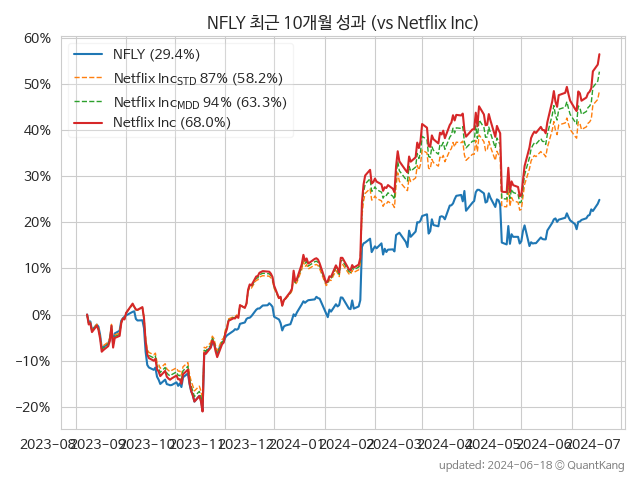 NFLY 최근 10개월 성과 (vs Netflix Inc)
60%
50%
40%
30%
20%
10%
0%
−10%
−20%
NFLY (29.4%)
Netflix IncSTD 87% (58.2%)
Netflix IncMDD 94% (63.3%)
Netflix Inc (68.0%)
2023-08 2023-09 2023-10 2023-11 2023-12 2024-01 2024-02 2024-03 2024-04 2024-05 2024-06 2024-07
updated: 2024-06-18 © QuantKang